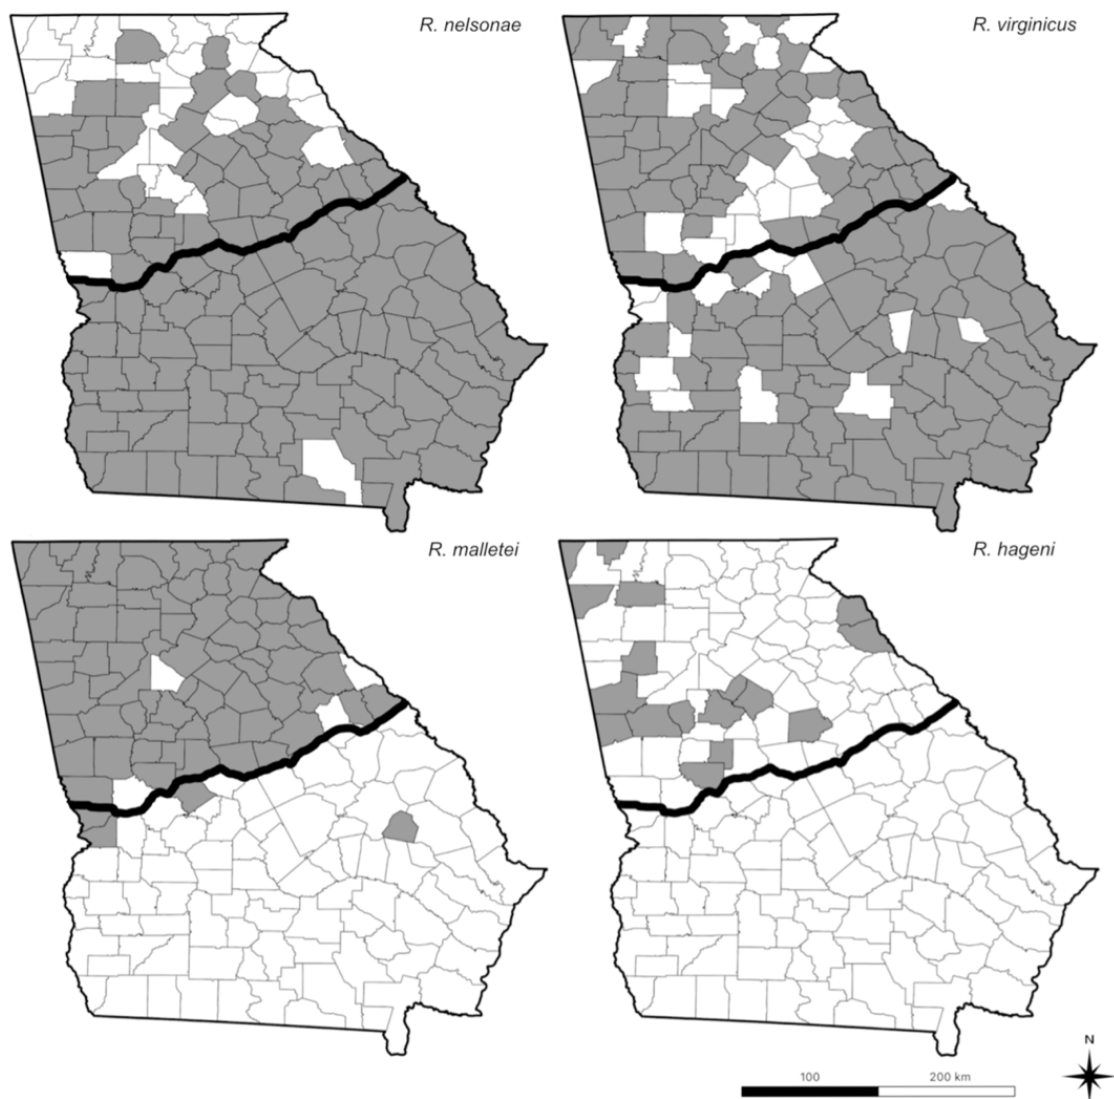 R. nelsonae
R. virginicus
R. malletei
R. hageni
N
100 200 km